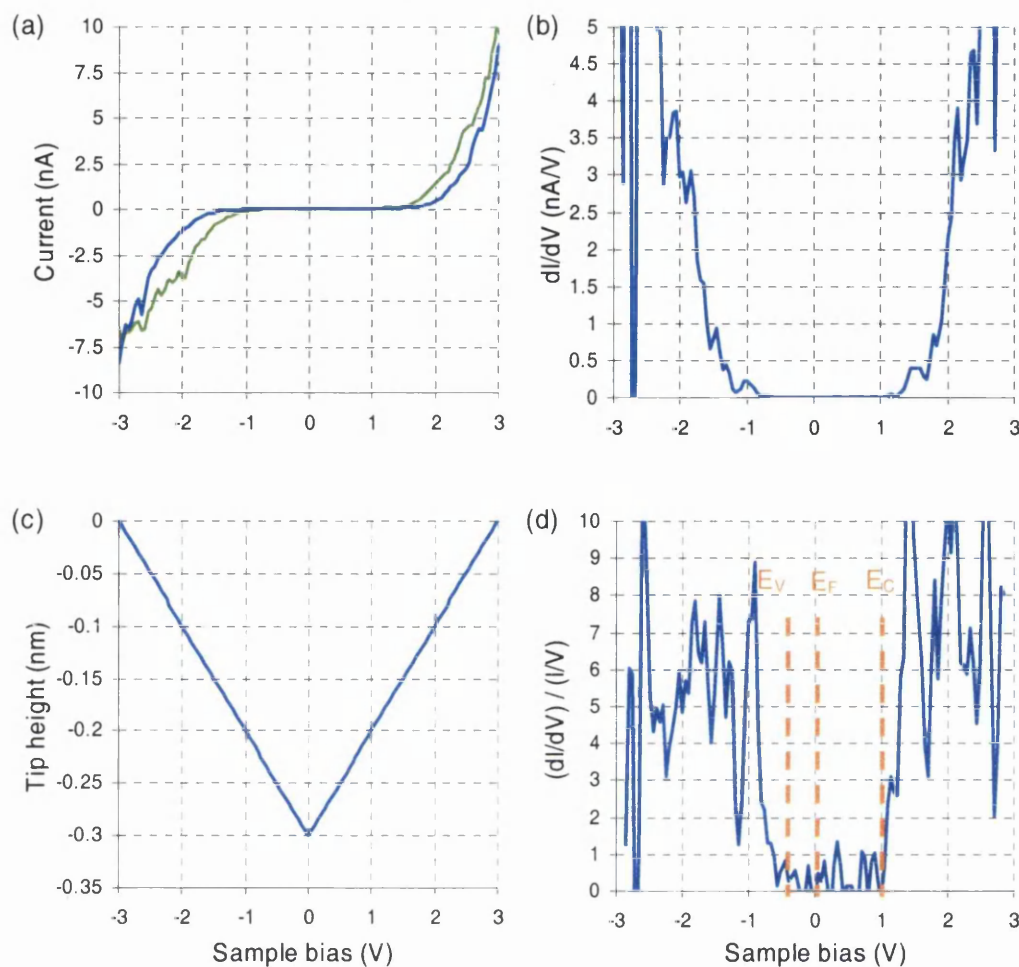 (a)
10
7.5
5
2.5
0
-2.5
-5
-7.5
-10
Current (nA)
-3 -2 -1 0 1 2 3
(b)
5
4.5
4
3.5
3
2.5
2
1.5
1
0.5
0
dI/dV (nA/V)
-3 -2 -1 0 1 2 3
(c)
0
-0.05
-0.1
-0.15
-0.2
-0.25
-0.3
-0.35
Tip height (nm)
-3 -2 -1 0 1 2 3
Sample bias (V)
(d)
10
9
8
7
6
5
4
3
2
1
0
(dI/dV) / (I/V)
E_V E_F E_C
-3 -2 -1 0 1 2 3
Sample bias (V)